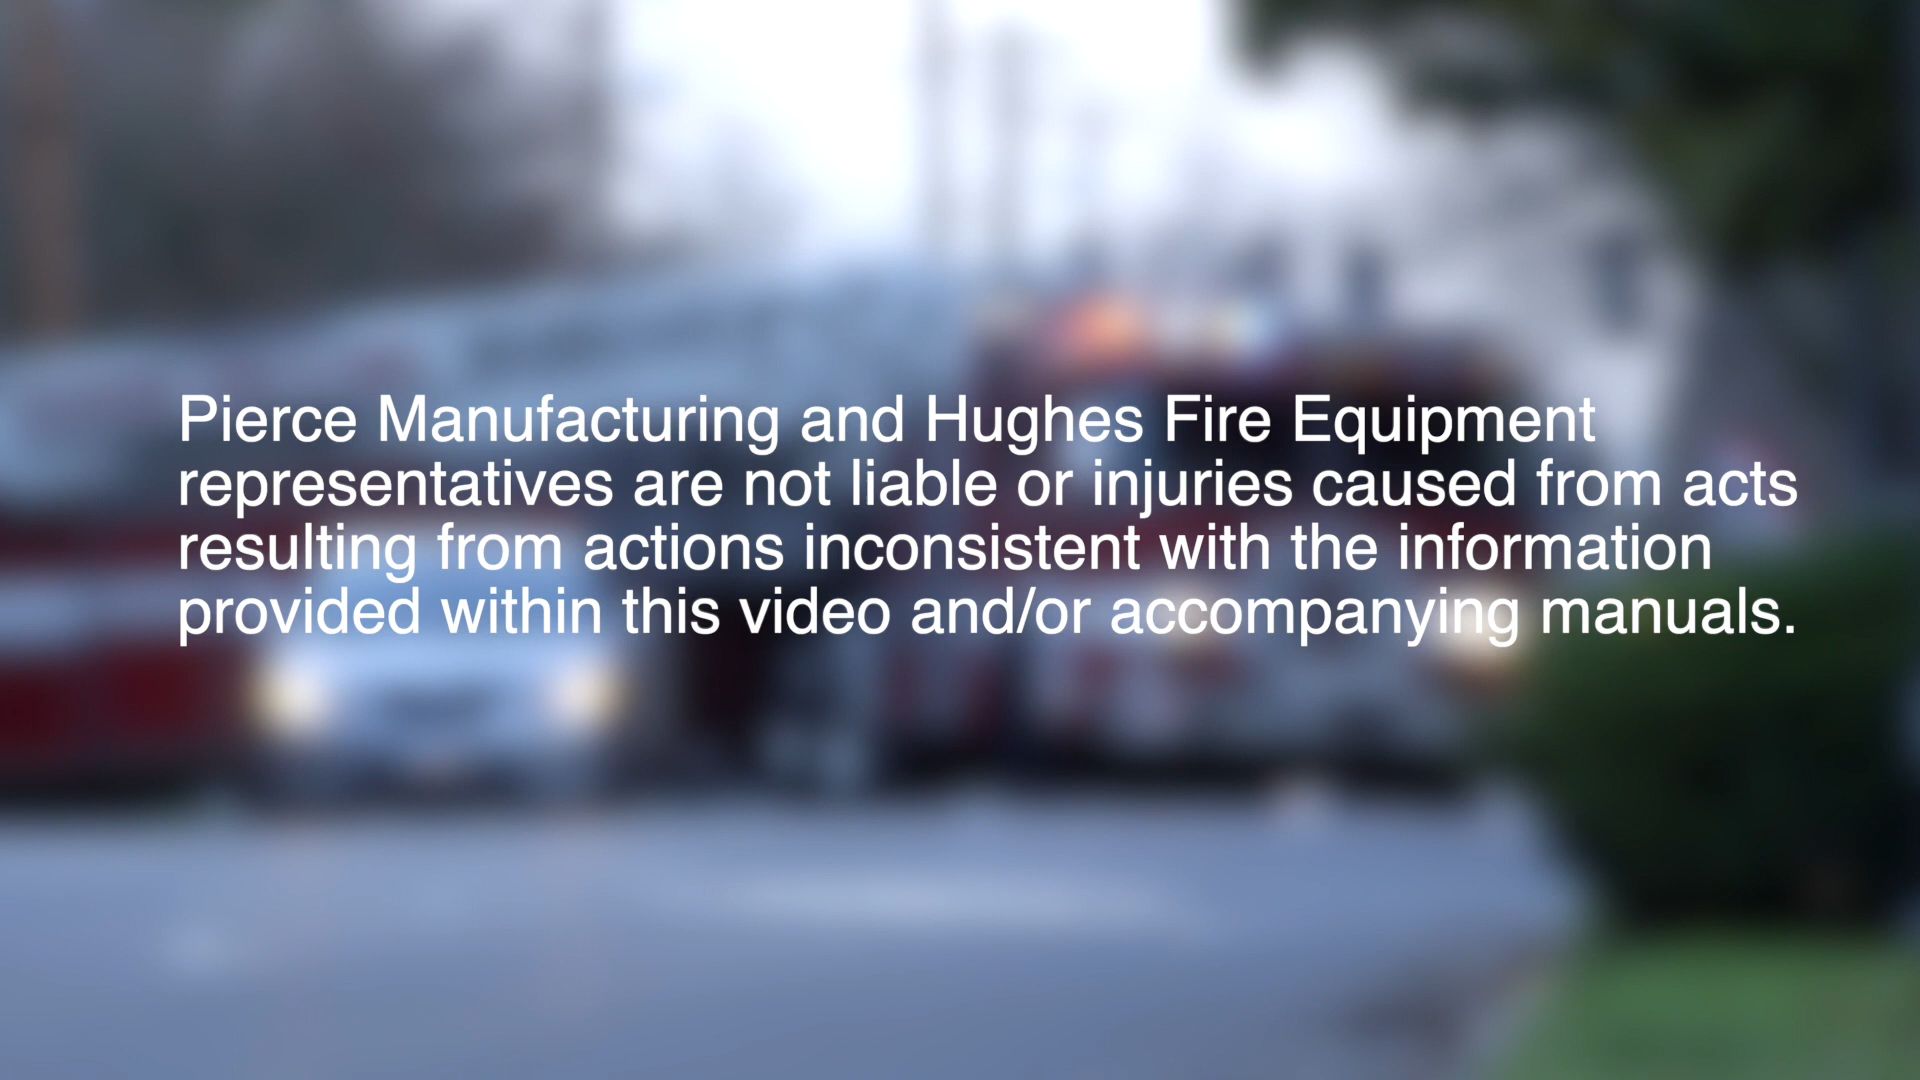 Pierce Manufacturing and Hughes Fire Equipment
representatives are not liable or injuries caused from acts
resulting from actions inconsistent with the information
provided within this video and/or accompanying manuals.